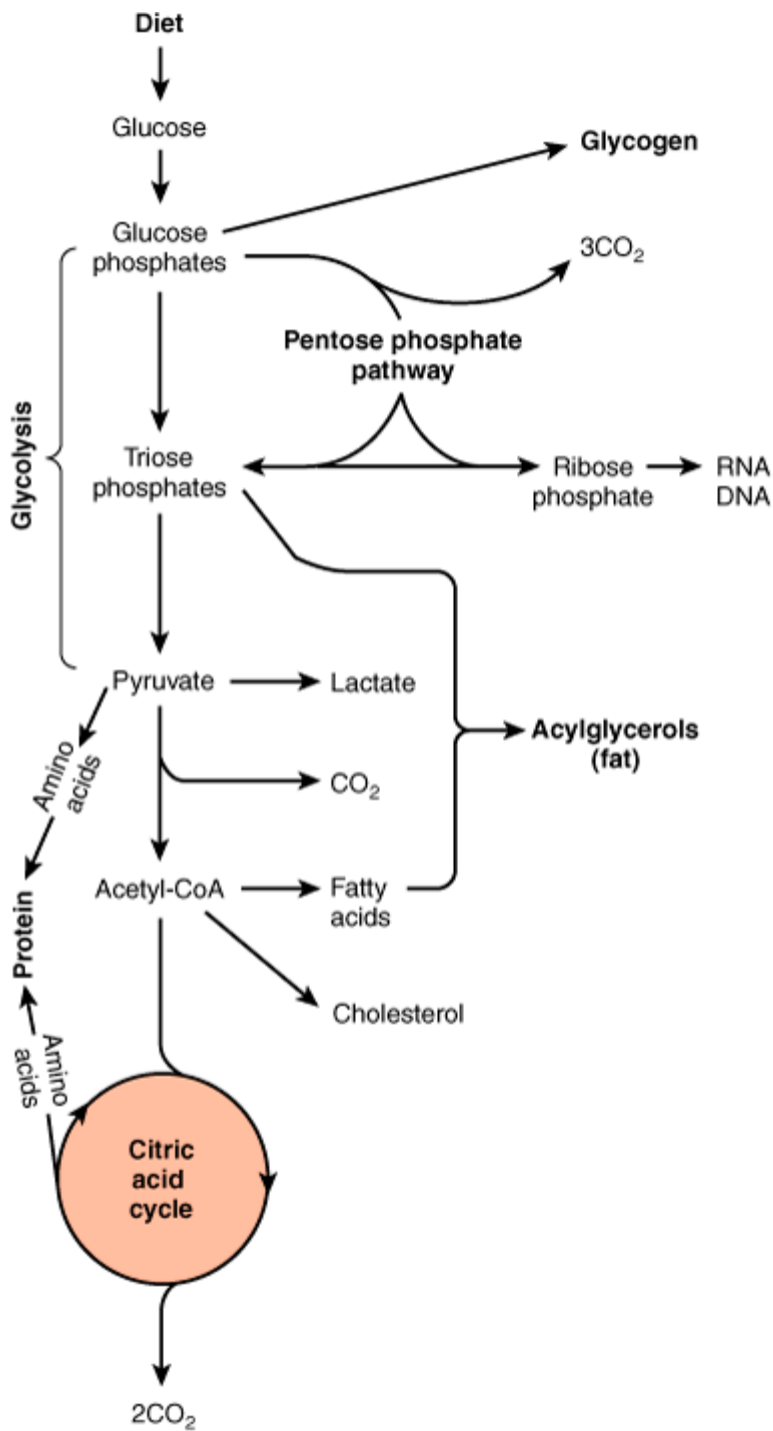 Diet
Glucose
Glycogen
Glucose
phosphates
3CO₂
Pentose phosphate
pathway
Glycolysis
Triose
phosphates
Ribose
phosphate
RNA
DNA
Pyruvate
Lactate
Acylglycerols
(fat)
Amino
acids
CO₂
Acetyl-CoA
Fatty
acids
Protein
Cholesterol
Amino
acids
Citric
acid
cycle
2CO₂